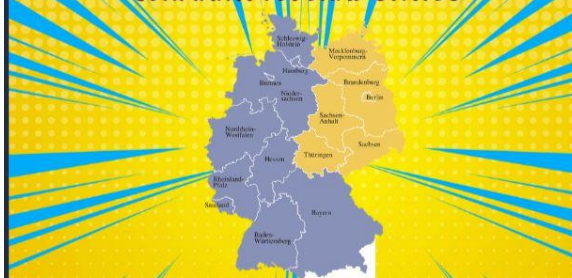 Schleswig-
Holstein
Mecklenburg-
Vorpommern
Hamburg
Bremen
Nieder-
sachsen
Brandenburg
Berlin
Sachsen-
Anhalt
Nordrhein-
Westfalen
Hessen
Thüringen
Sachsen
Rheinland-
Pfalz
Saarland
Bayern
Baden-
Württemberg